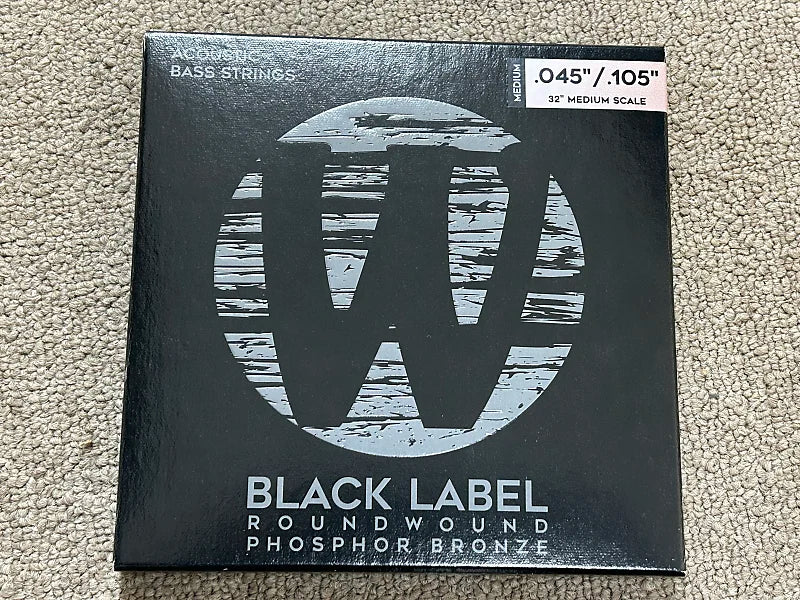 ACOUSTIC
BASS STRINGS
MEDIUM
.045"/.105"
32" MEDIUM SCALE
W
BLACK LABEL
ROUNDWOUND
PHOSPHOR BRONZE